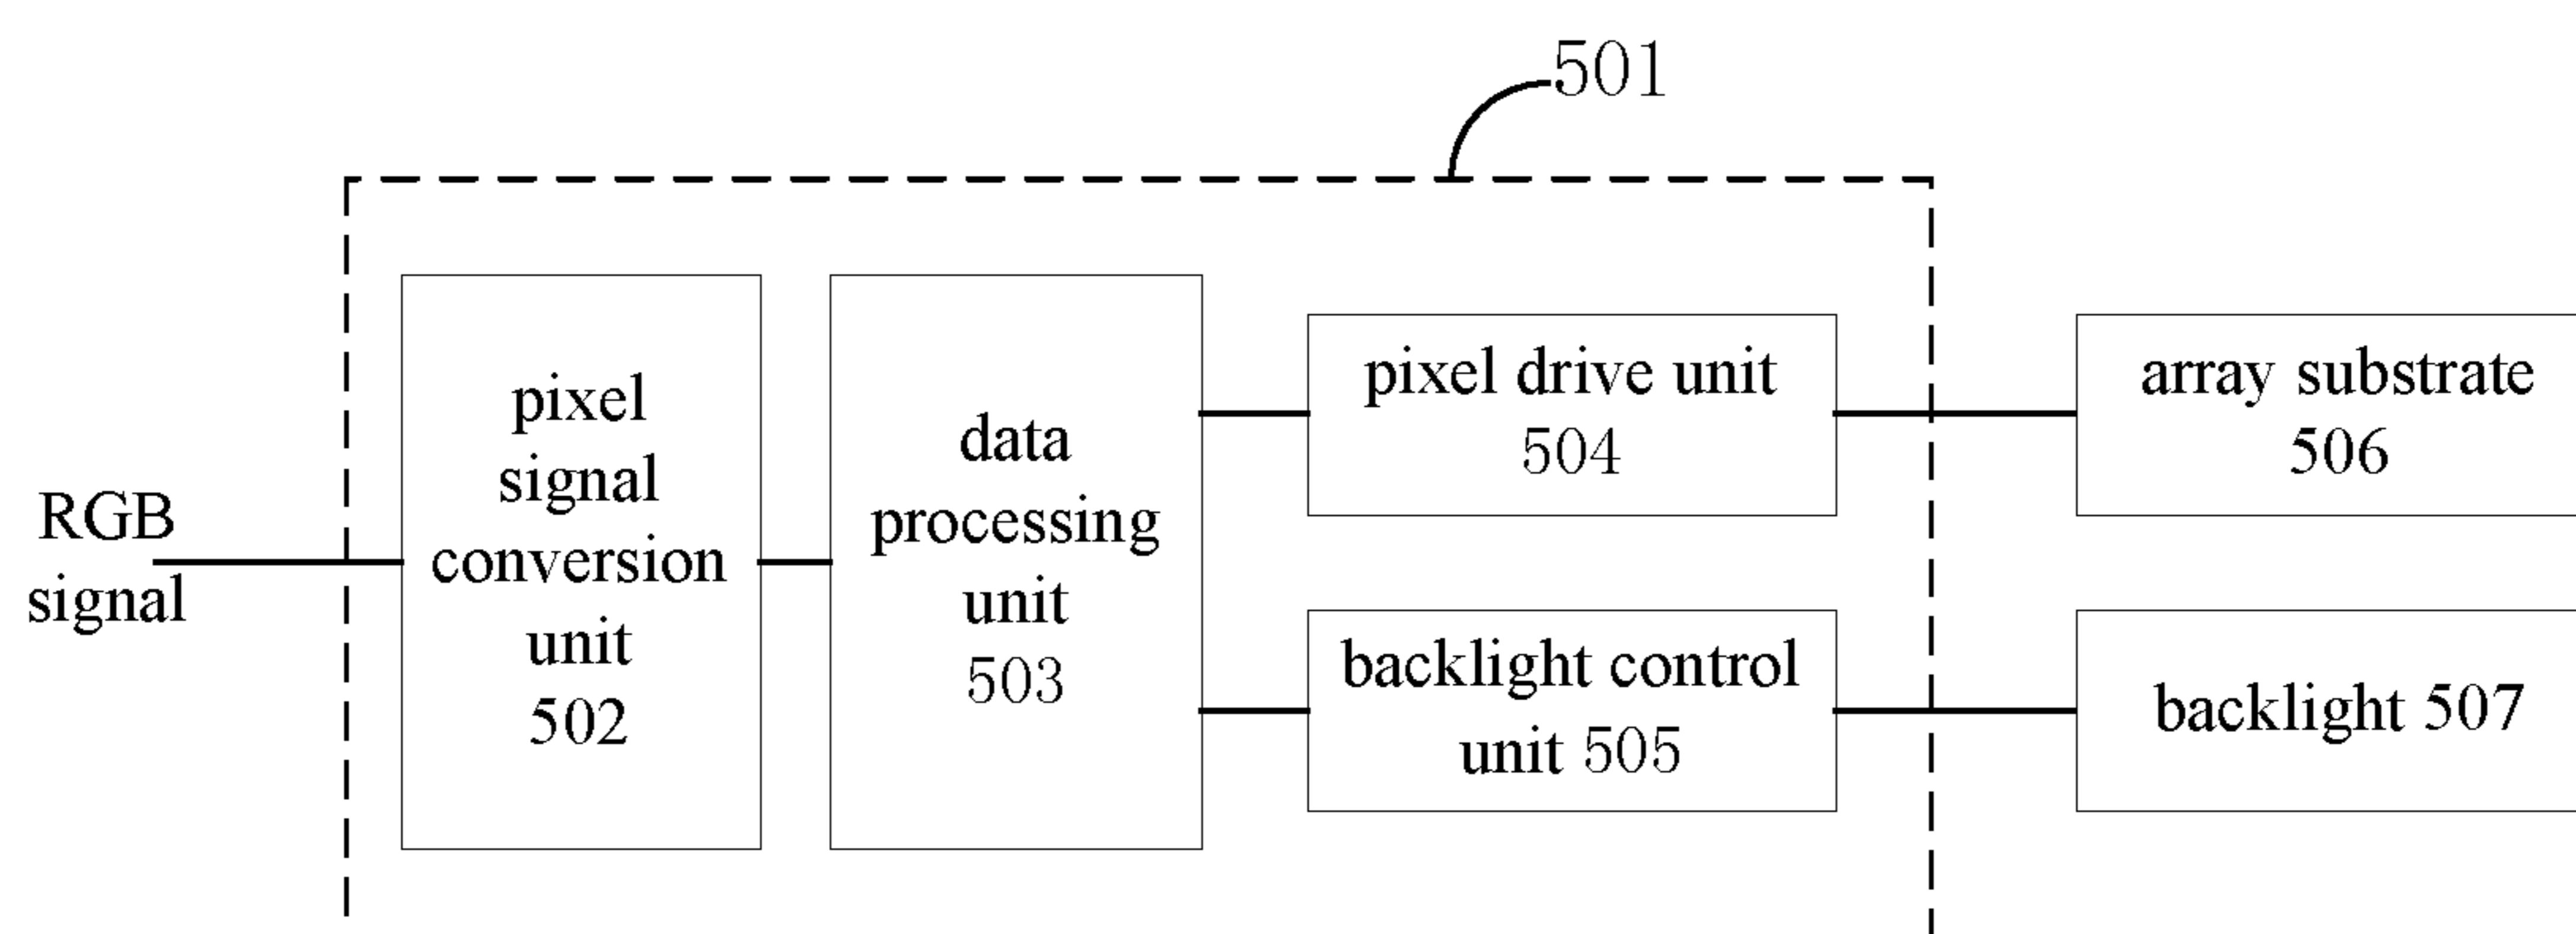 501
RGB
signal
pixel
signal
conversion
unit
502
data
processing
unit
503
pixel drive unit
504
backlight control
unit 505
array substrate
506
backlight 507